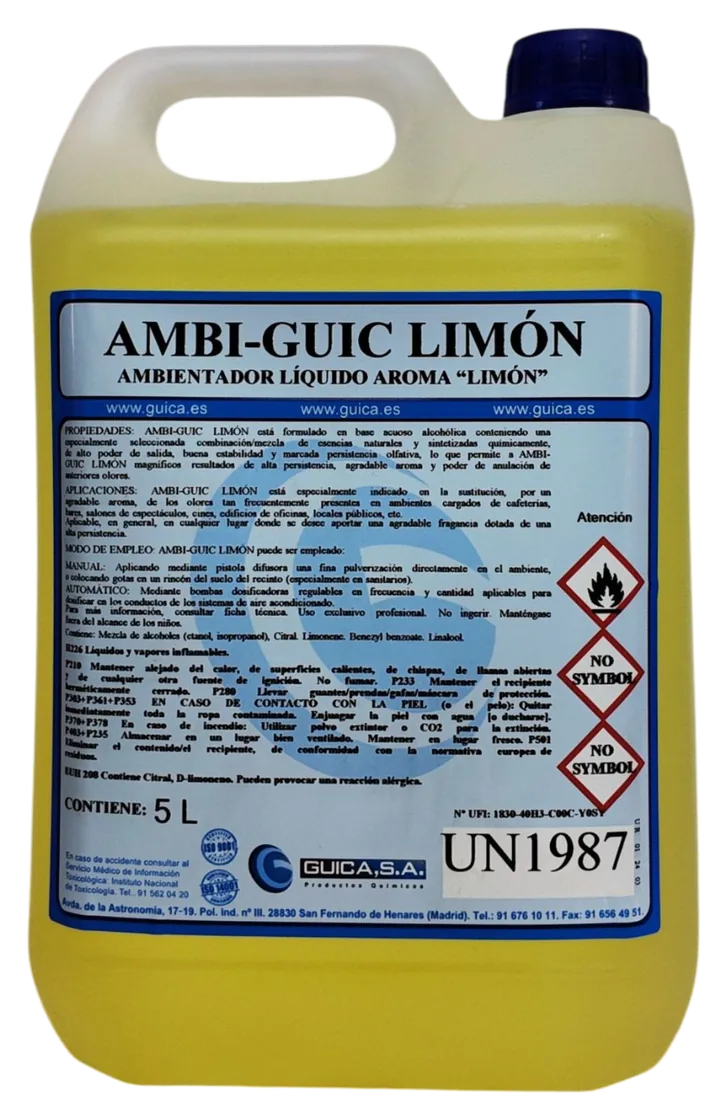 AMBI-GUIC LIMÓN
AMBIENTADOR LÍQUIDO AROMA “LIMÓN”
www.guica.es www.guica.es www.guica.es
PROPIEDADES: AMBI-GUIC LIMÓN está formulado en base acuoso alcohólica conteniendo una
especialmente seleccionada combinación/mezcla de esencias naturales y sintetizadas químicamente,
de alto poder de salida, buena estabilidad y marcada persistencia olfativa, lo que permite a AMBI-
GUIC LIMÓN magníficos resultados de alta persistencia, agradable aroma y poder de anulación de
anteriores olores.
APLICACIONES: AMBI-GUIC LIMÓN está especialmente indicado en la sustitución, por un
agradable aroma, de los olores tan frecuentemente presentes en ambientes cargados de cafeterías,
bares, salones de espectáculos, cines, edificios de oficinas, locales públicos, etc.
Aplicable, en general, en cualquier lugar donde se desee aportar una agradable fragancia dotada de una
alta persistencia.
MODO DE EMPLEO: AMBI-GUIC LIMÓN puede ser empleado:
MANUAL: Aplicando mediante pistola difusora una fina pulverización directamente en el ambiente,
o colocando gotas en un rincón del suelo del recinto (especialmente en sanitarios).
AUTOMÁTICO: Mediante bombas dosificadoras regulables en frecuencia y cantidad aplicables para
dosificar en los conductos de los sistemas de aire acondicionado.
Para más información, consultar ficha técnica. Uso exclusivo profesional. No ingerir. Manténgase
fuera del alcance de los niños.
Contiene: Mezcla de alcoholes (etanol, isopropanol), Citral. Limonene. Benezyl benzoate. Linalool.
H226 Líquidos y vapores inflamables.
P210 Mantener alejado del calor, de superficies calientes, de chispas, de llamas abiertas
y de cualquier otra fuente de ignición. No fumar. P233 Mantener el recipiente
herméticamente cerrado. P280 Llevar guantes/prendas/gafas/máscara de protección.
P303+P361+P353 EN CASO DE CONTACTO CON LA PIEL (o el pelo): Quitar
inmediatamente toda la ropa contaminada. Enjuagar la piel con agua [o ducharse].
P370+P378 En caso de incendio: Utilizar polvo extintor o CO2 para la extinción.
P403+P235 Almacenar en un lugar bien ventilado. Mantener en lugar fresco. P501
Eliminar el contenido/el recipiente, de conformidad con la normativa europea de
residuos.
EUH 208 Contiene Citral, D-limoneno. Pueden provocar una reacción alérgica.
Atención
NO
SYMBOL
NO
SYMBOL
CONTIENE: 5 L
Nº UFI: 1830-40H3-C00C-Y0SY
UN1987
En caso de accidente consultar al
Servicio Médico de Información
Toxicológica: Instituto Nacional
de Toxicología. Tel.. 91 562 04 20
ISO 9001
ISO 14001
GUICA,S.A.
Productos Químicos
Avda. de la Astronomia, 17-19. Pol. Ind. nº III. 28830 San Fernando de Henares (Madrid). Tel.: 91 676 10 11. Fax: 91 656 49 51.